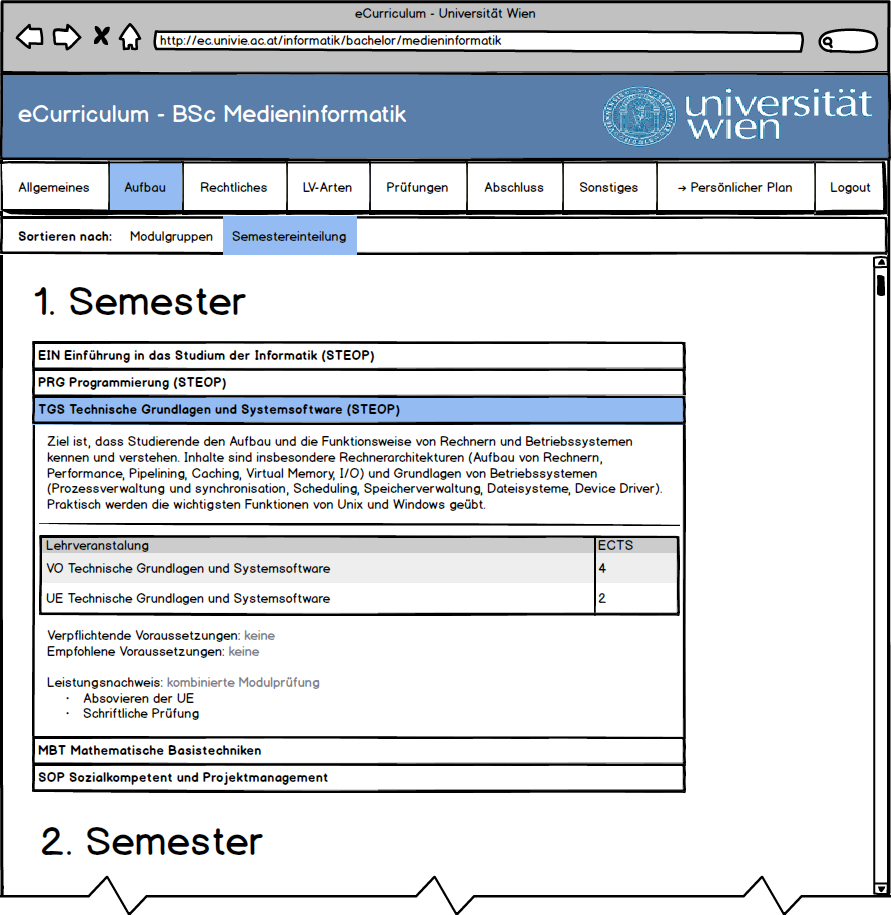 eCurriculum - Universität Wien
http://ec.univie.ac.at/informatik/bachelor/medieninformatik
eCurriculum - BSc Medieninformatik
universität
wien
Allgemeines Aufbau Rechtliches LV-Arten Prüfungen Abschluss Sonstiges → Persönlicher Plan Logout
Sortieren nach: Modulgruppen Semestereinteilung
1. Semester
EIN Einführung in das Studium der Informatik (STEOP)
PRG Programmierung (STEOP)
TGS Technische Grundlagen und Systemsoftware (STEOP)
Ziel ist, dass Studierende den Aufbau und die Funktionsweise von Rechnern und Betriebssystemen
kennen und verstehen. Inhalte sind insbesondere Rechnerarchitekturen (Aufbau von Rechnern,
Performance, Pipelining, Caching, Virtual Memory, I/O) und Grundlagen von Betriebssystemen
(Prozessverwaltung und synchronisation, Scheduling, Speicherverwaltung, Dateisysteme, Device Driver).
Praktisch werden die wichtigsten Funktionen von Unix und Windows geübt.
Lehrveranstalung ECTS
VO Technische Grundlagen und Systemsoftware 4
UE Technische Grundlagen und Systemsoftware 2
Verpflichtende Voraussetzungen: keine
Empfohlene Voraussetzungen: keine
Leistungsnachweis: kombinierte Modulprüfung
· Absovieren der UE
· Schriftliche Prüfung
MBT Mathematische Basistechniken
SOP Sozialkompetent und Projektmanagement
2. Semester